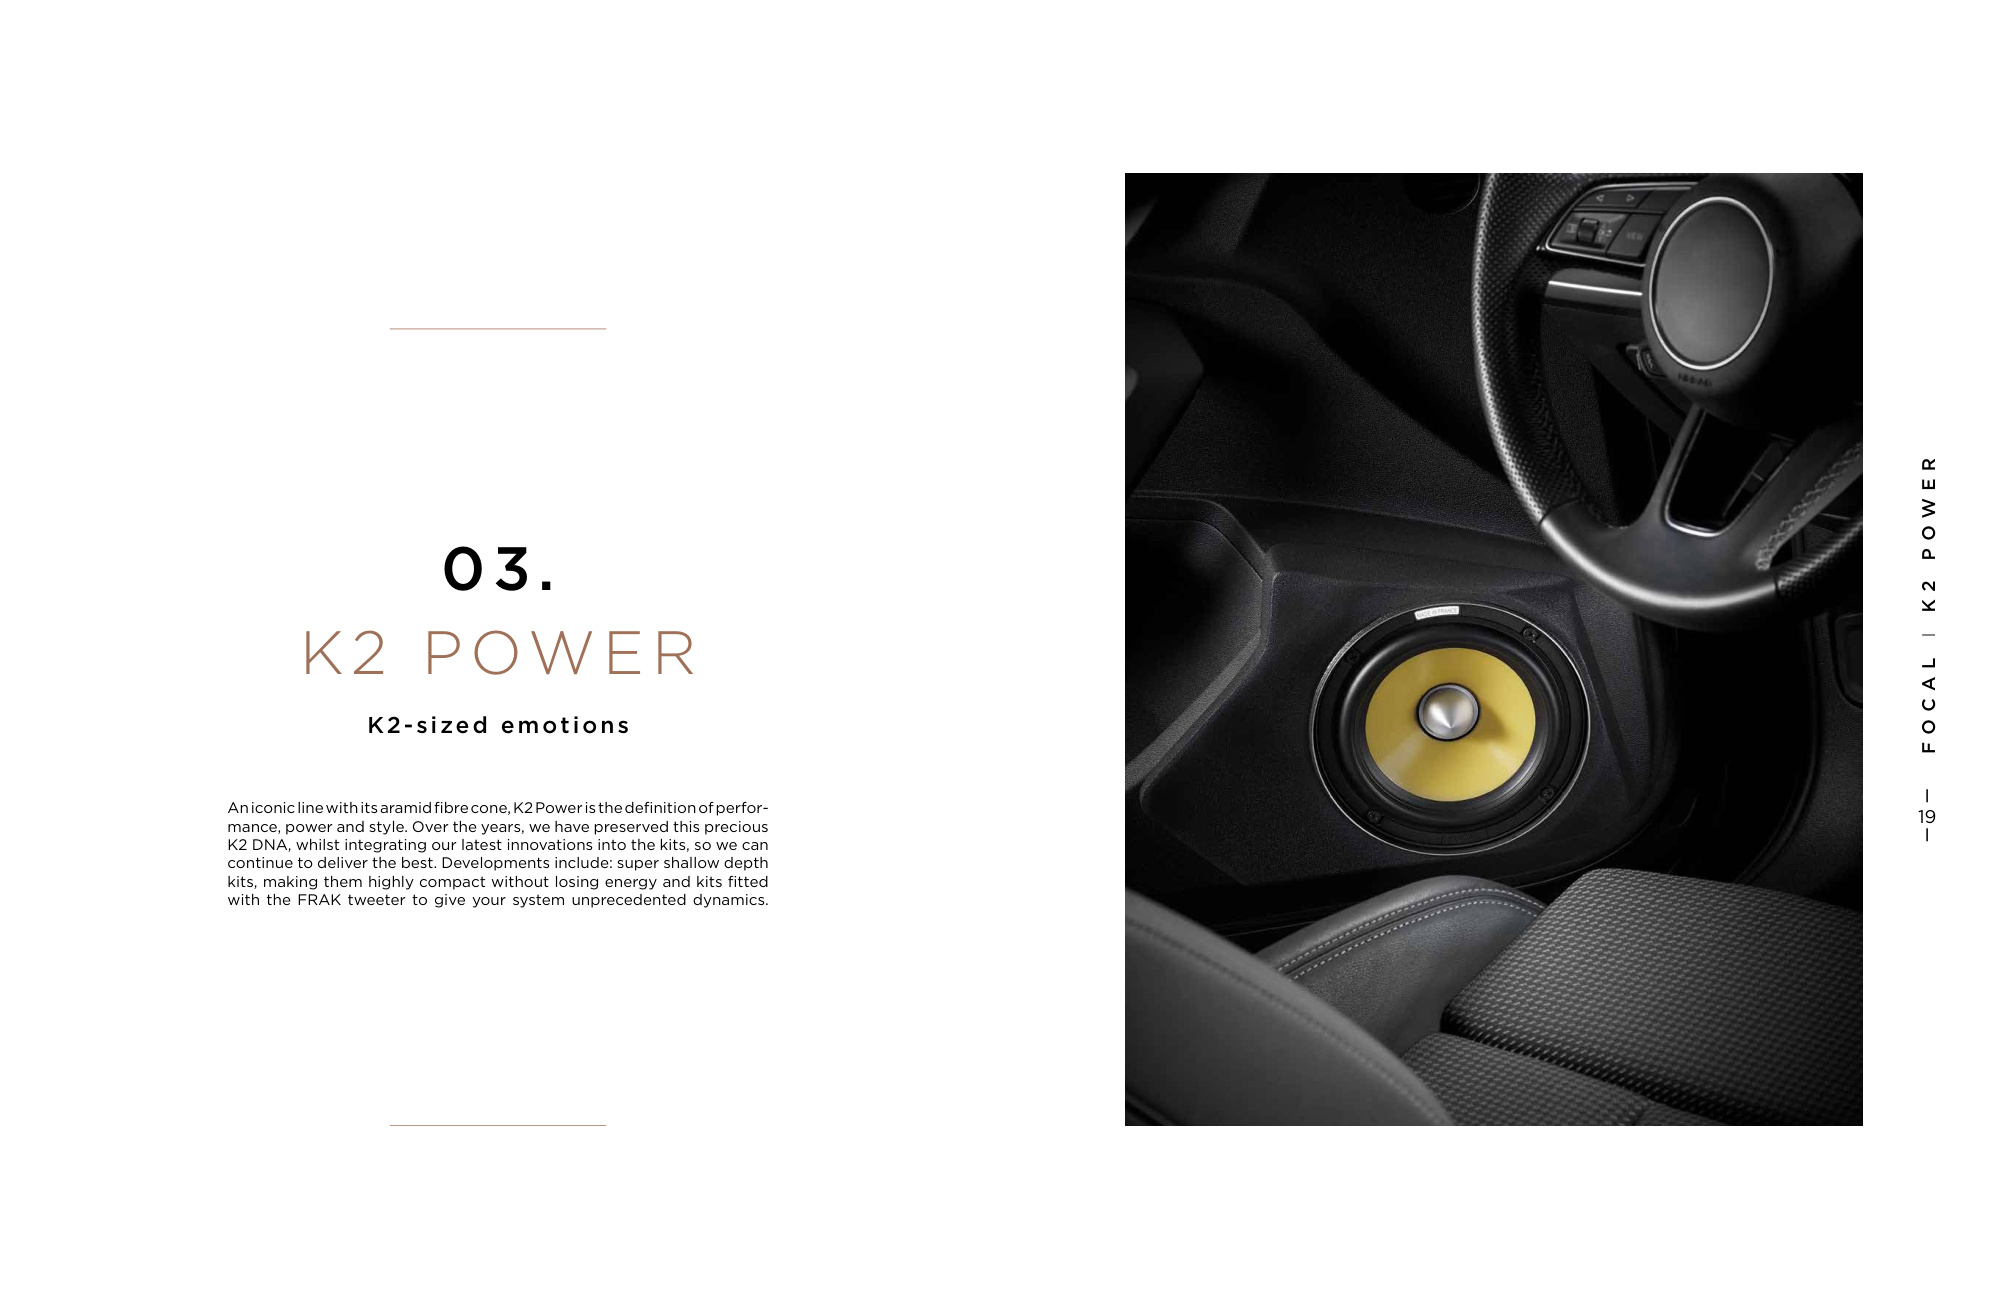 03.
K2 POWER
K2-sized emotions
An iconic line with its aramid fibre cone, K2 Power is the definition of perfor-
mance, power and style. Over the years, we have preserved this precious
K2 DNA, whilst integrating our latest innovations into the kits, so we can
continue to deliver the best. Developments include: super shallow depth
kits, making them highly compact without losing energy and kits fitted
with the FRAK tweeter to give your system unprecedented dynamics.
VIEW
MADE IN FRANCE
FOCAL | K2 POWER
— 19 —